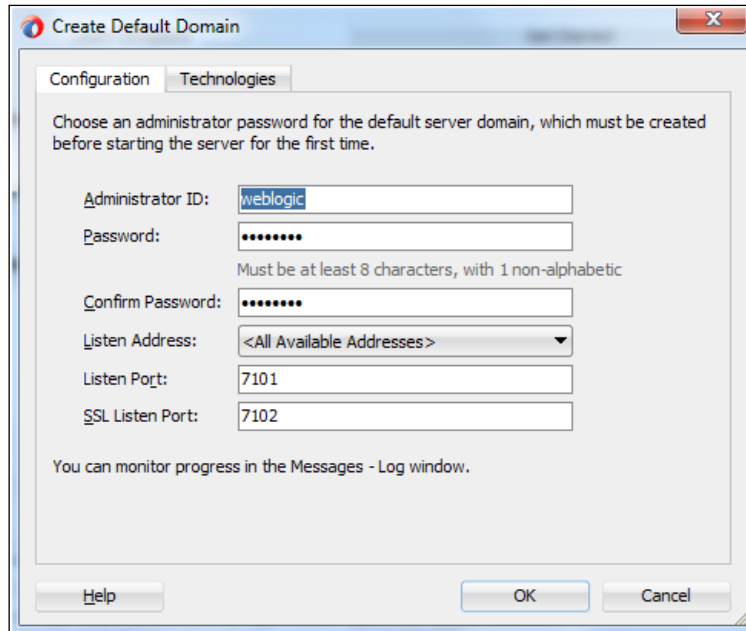 Create Default Domain
Configuration Technologies
Choose an administrator password for the default server domain, which must be created
before starting the server for the first time.
Administrator ID: weblogic
Password: ••••••••
Must be at least 8 characters, with 1 non-alphabetic
Confirm Password: ••••••••
Listen Address: <All Available Addresses>
Listen Port: 7101
SSL Listen Port: 7102
You can monitor progress in the Messages - Log window.
Help OK Cancel